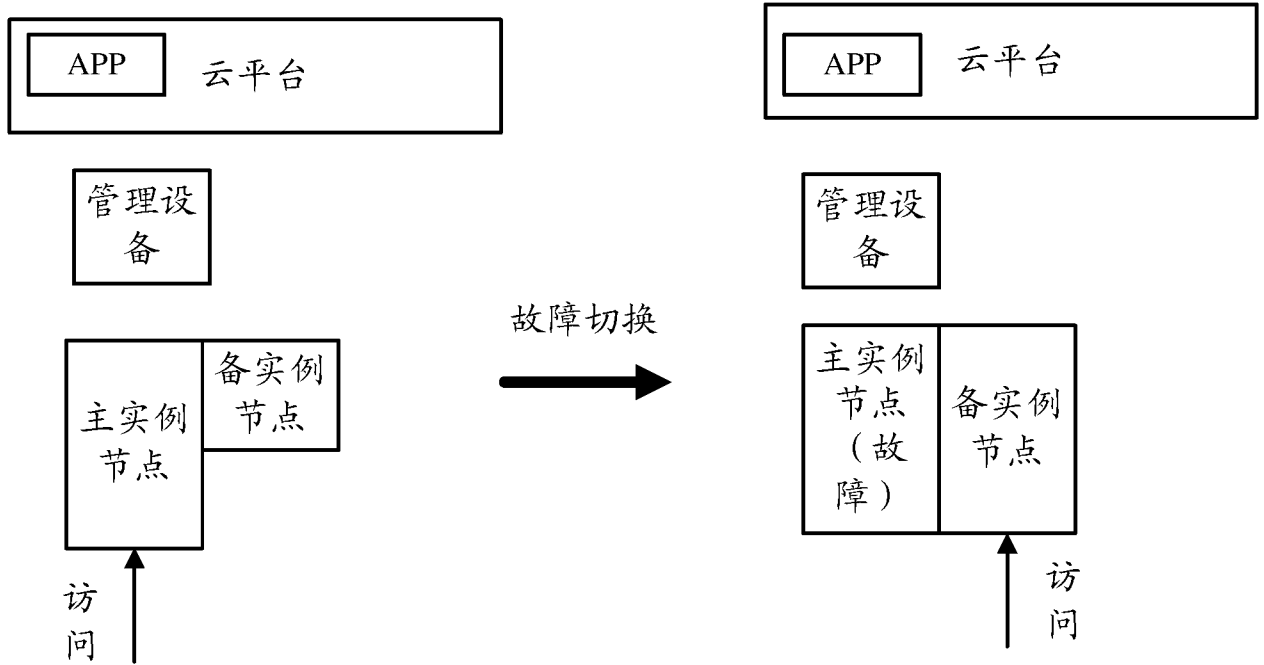 APP
云平台
管理设
备
主实例
节点
备实例
节点
访
问
故障切换
APP
云平台
管理设
备
主实例
节点
（故
障）
备实例
节点
访
问